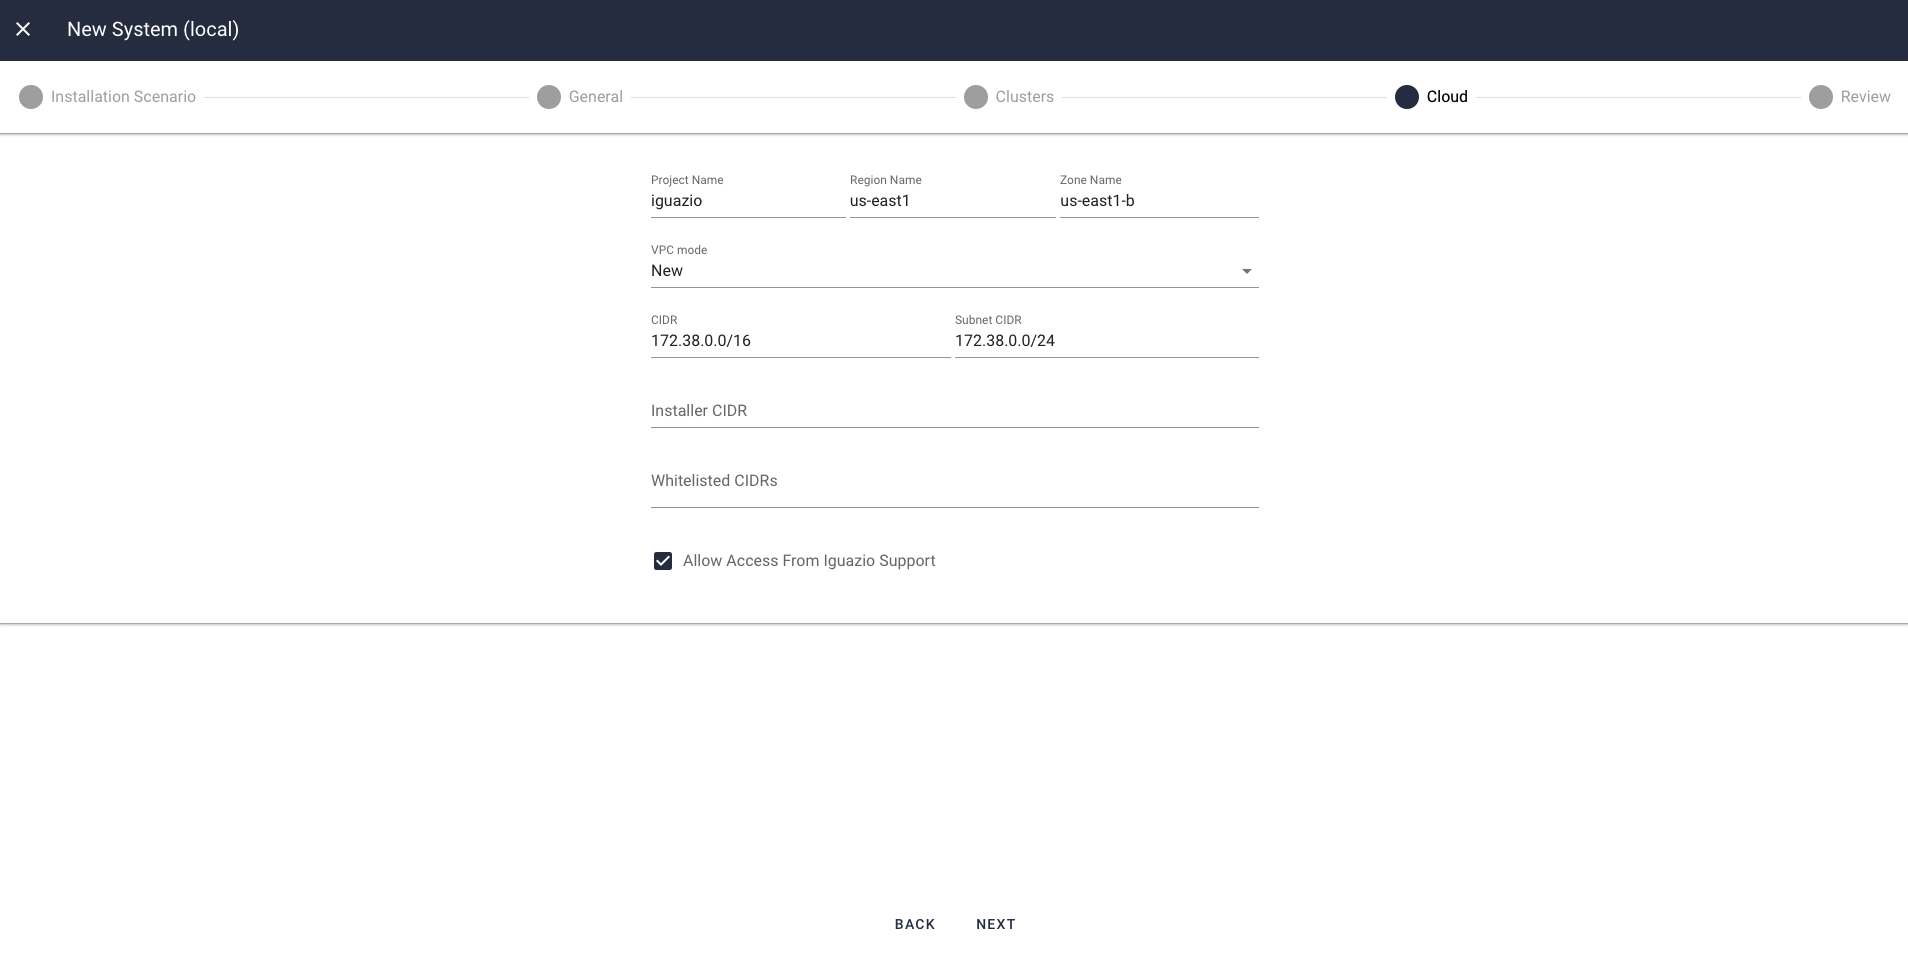 New System (local)
Installation Scenario General Clusters Cloud Review
Project Name Region Name Zone Name
iguazio us-east1 us-east1-b
VPC mode
New
CIDR Subnet CIDR
172.38.0.0/16 172.38.0.0/24
Installer CIDR
Whitelisted CIDRs
Allow Access From Iguazio Support
BACK NEXT